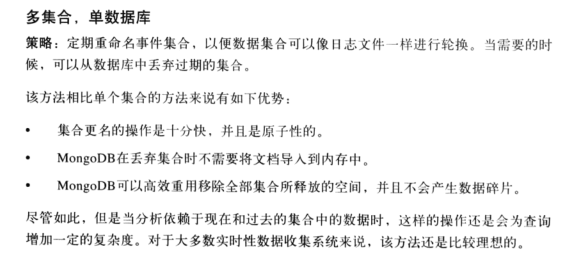 多集合，单数据库
策略：定期重命名事件集合，以便数据集合可以像日志文件一样进行轮换。当需要的时
候，可以从数据库中丢弃过期的集合。
该方法相比单个集合的方法来说有如下优势：
• 集合更名的操作是十分快，并且是原子性的。
• MongoDB在丢弃集合时不需要将文档导入到内存中。
• MongoDB可以高效重用移除全部集合所释放的空间，并且不会产生数据碎片。
尽管如此，但是当分析依赖于现在和过去的集合中的数据时，这样的操作还是会为查询
增加一定的复杂度。对于大多数实时性数据收集系统来说，该方法还是比较理想的。